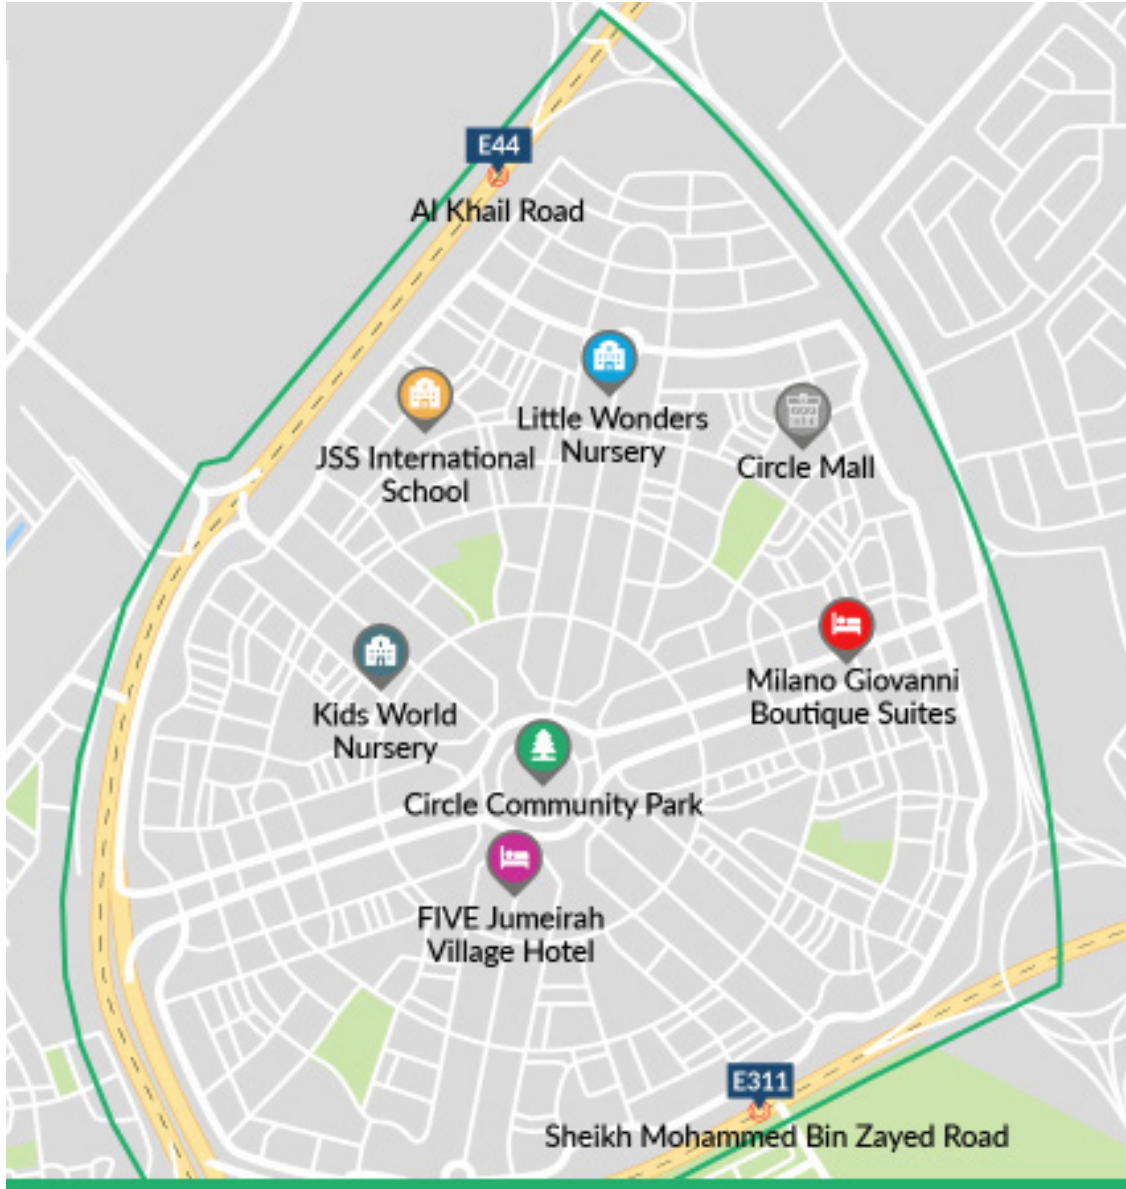 E44
Al Khail Road
Little Wonders
Nursery
JSS International
School
Circle Mall
Milano Giovanni
Boutique Suites
Kids World
Nursery
Circle Community Park
FIVE Jumeirah
Village Hotel
E311
Sheikh Mohammed Bin Zayed Road